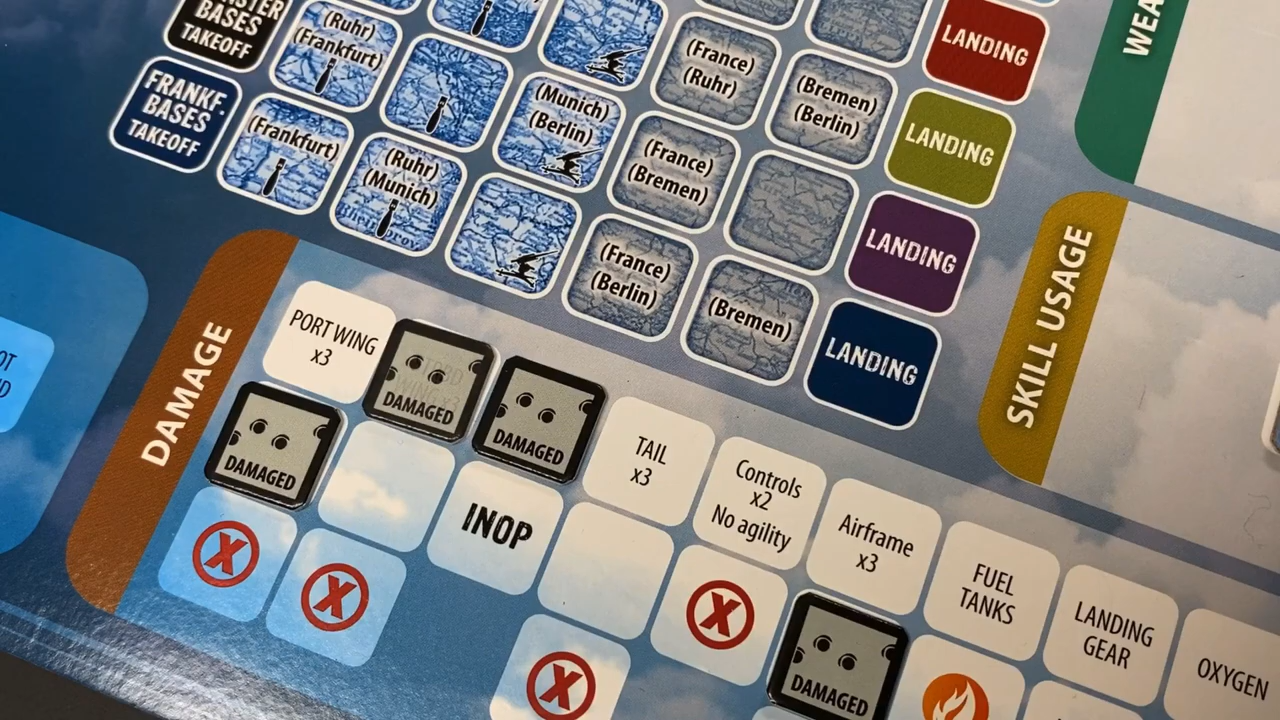 BASES
TAKEOFF
(Ruhr)
(Frankfurt)
(France)
(Ruhr)
LANDING
(Munich)
(Berlin)
(Bremen)
(Berlin)
FRANKF.
BASES
TAKEOFF
(Frankfurt)
(Ruhr)
(Munich)
(France)
(Bremen)
LANDING
(France)
(Berlin)
(Bremen)
LANDING
LANDING
SKILL USAGE
DAMAGE
PORT WING
x3
DAMAGED
DAMAGED
DAMAGED
TAIL
x3
Controls
x2
No agility
Airframe
x3
FUEL
TANKS
LANDING
GEAR
OXYGEN
X
X
INOP
X
X
DAMAGED